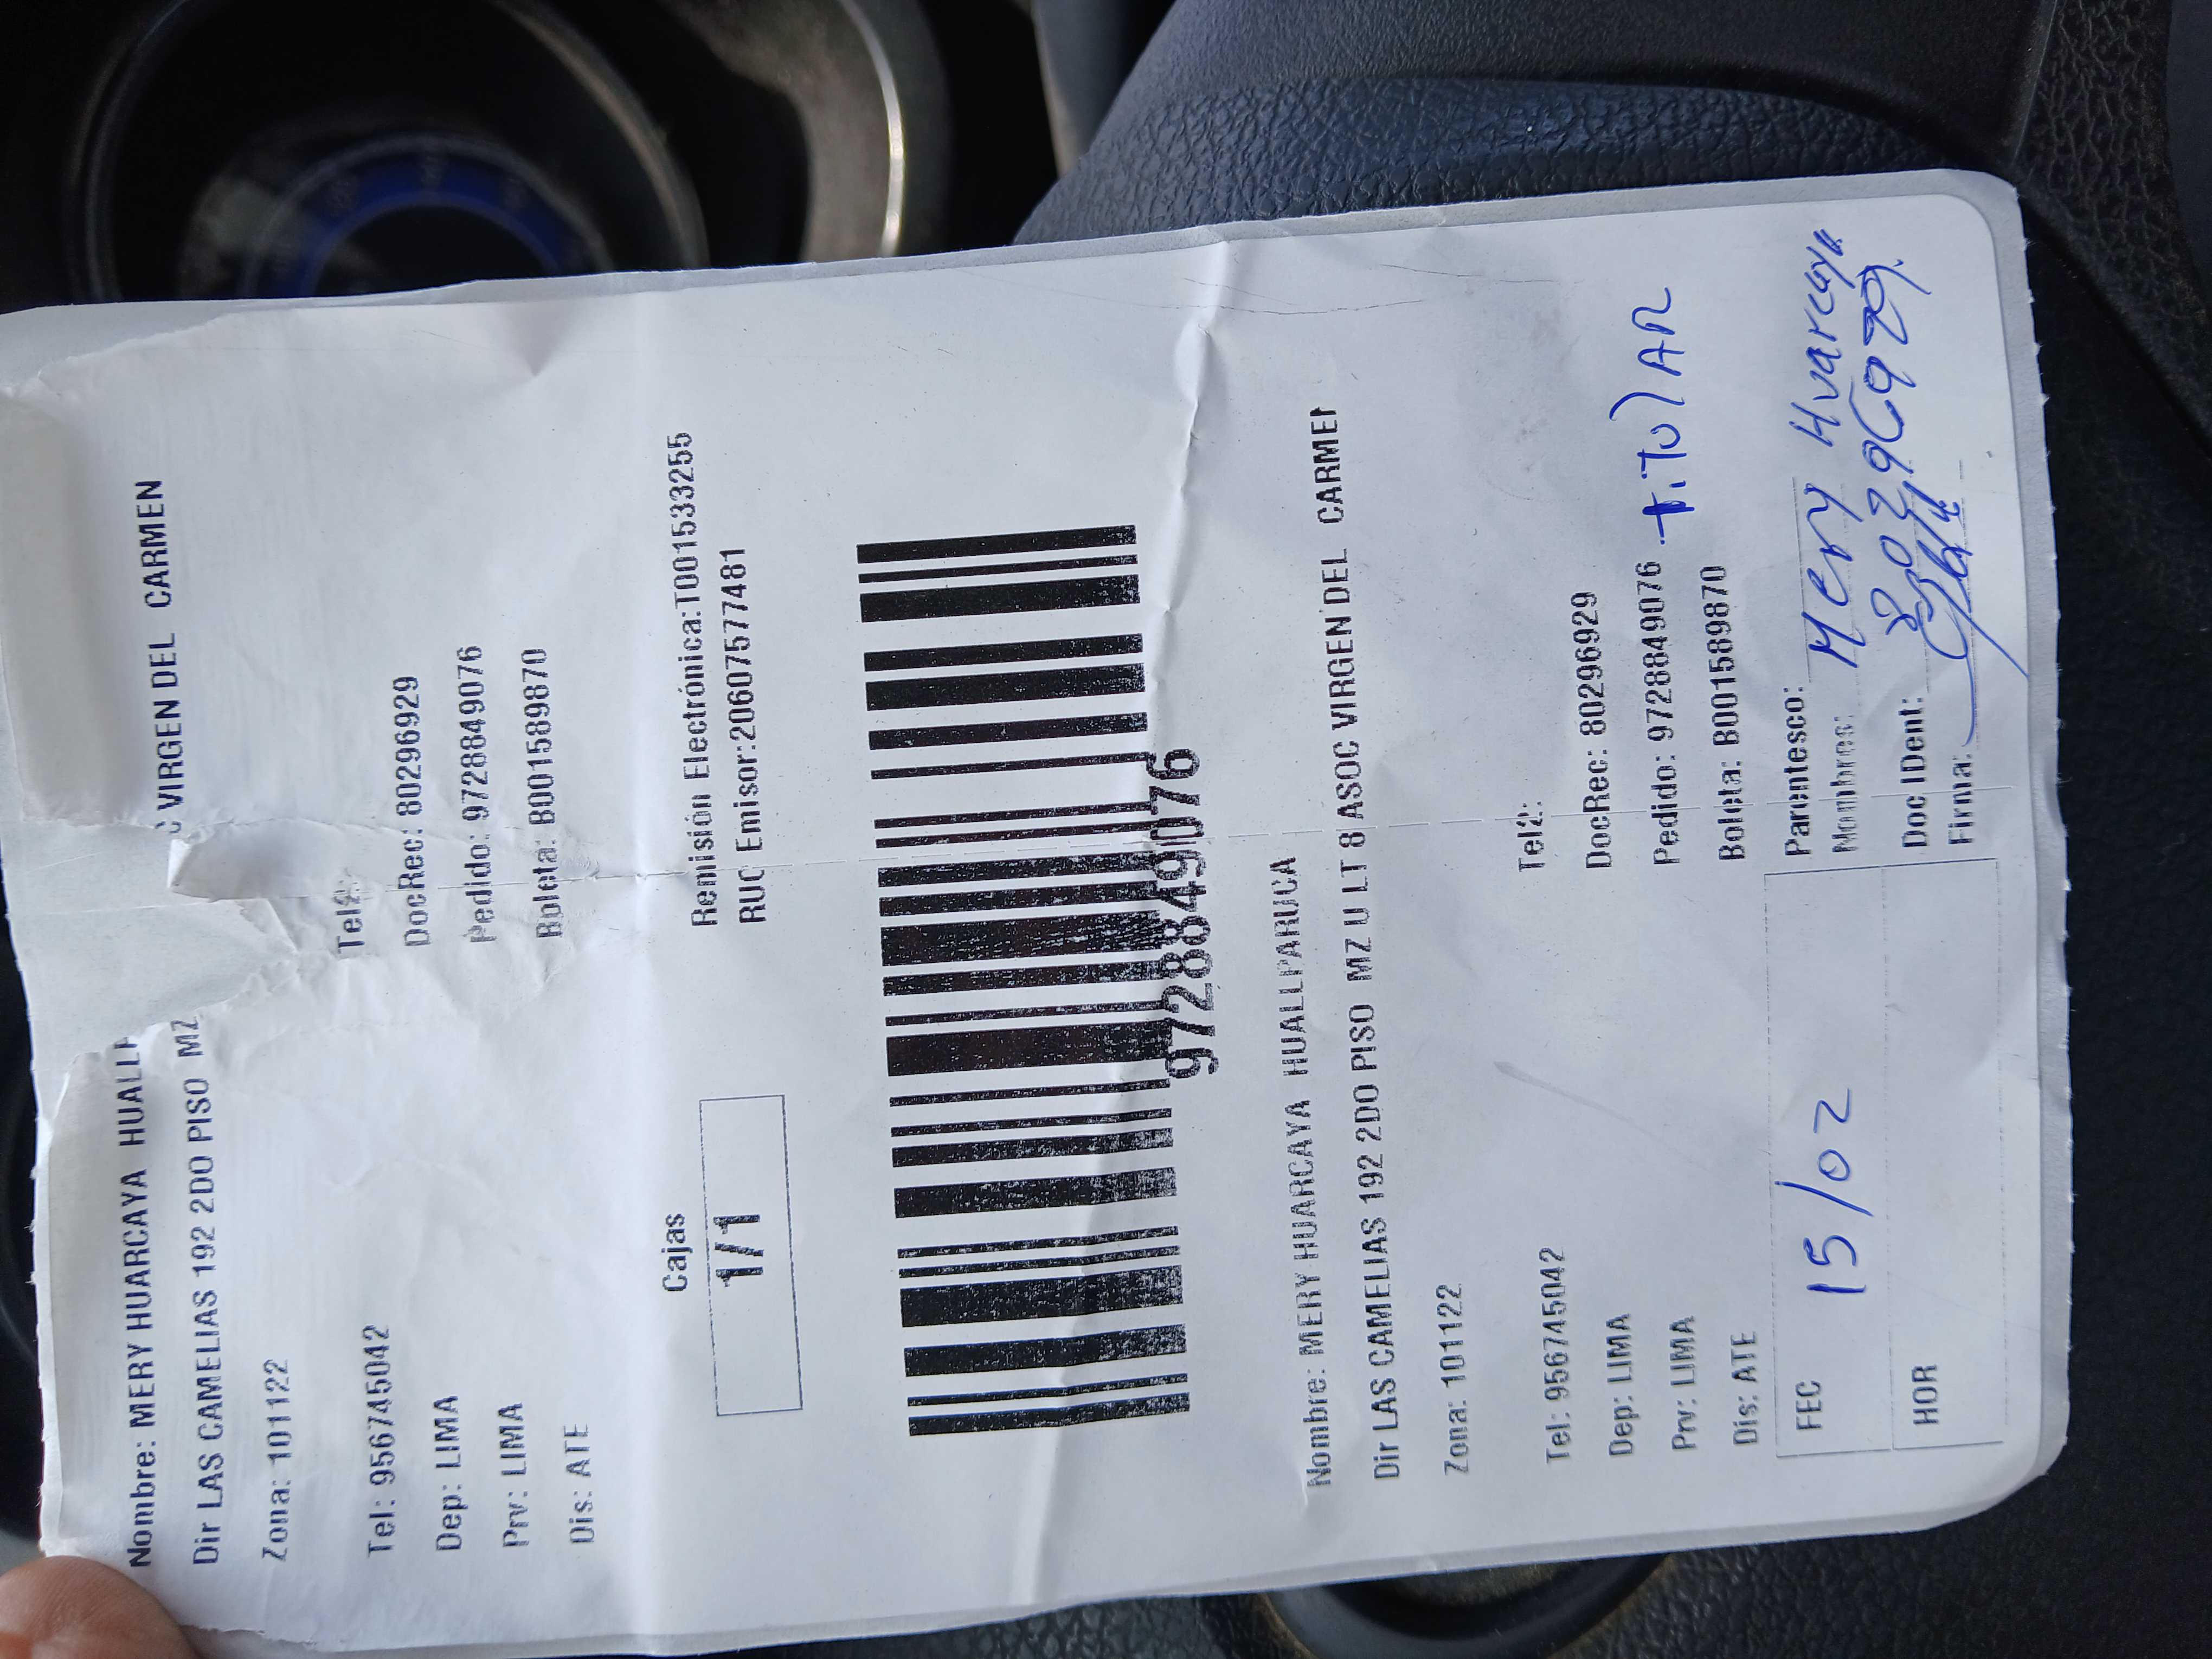 Nombre: MERY HUARCAYA HUALL
Dir LAS CAMELIAS 192 2DO PISO MZ C VIRGEN DEL CARMEN
Zona: 101122
Tel: 956745042 Tel2:
Dep: LIMA DocRec: 80296929
Prv: LIMA Pedido: 9728849076
Dis: ATE Boleta: B001589870
Cajas Remisión Electrónica:T001533255
1/1 RUC Emisor:20607577481
9728849076
Nombre: MERY HUARCAYA HUALLPARUCA
Dir LAS CAMELIAS 192 2DO PISO MZ U LT 8 ASOC VIRGEN DEL CARMEN
Zona: 101122
Tel: 956745042 Tel2:
Dep: LIMA DocRec: 80296929
Prv: LIMA Pedido: 9728849076 TiTulAR
Dis: ATE Boleta: B001589870
FEC 15/02 Parentesco:
Nombres: Mery Huarcaya
HOR Doc IDent: 80296929
Firma: